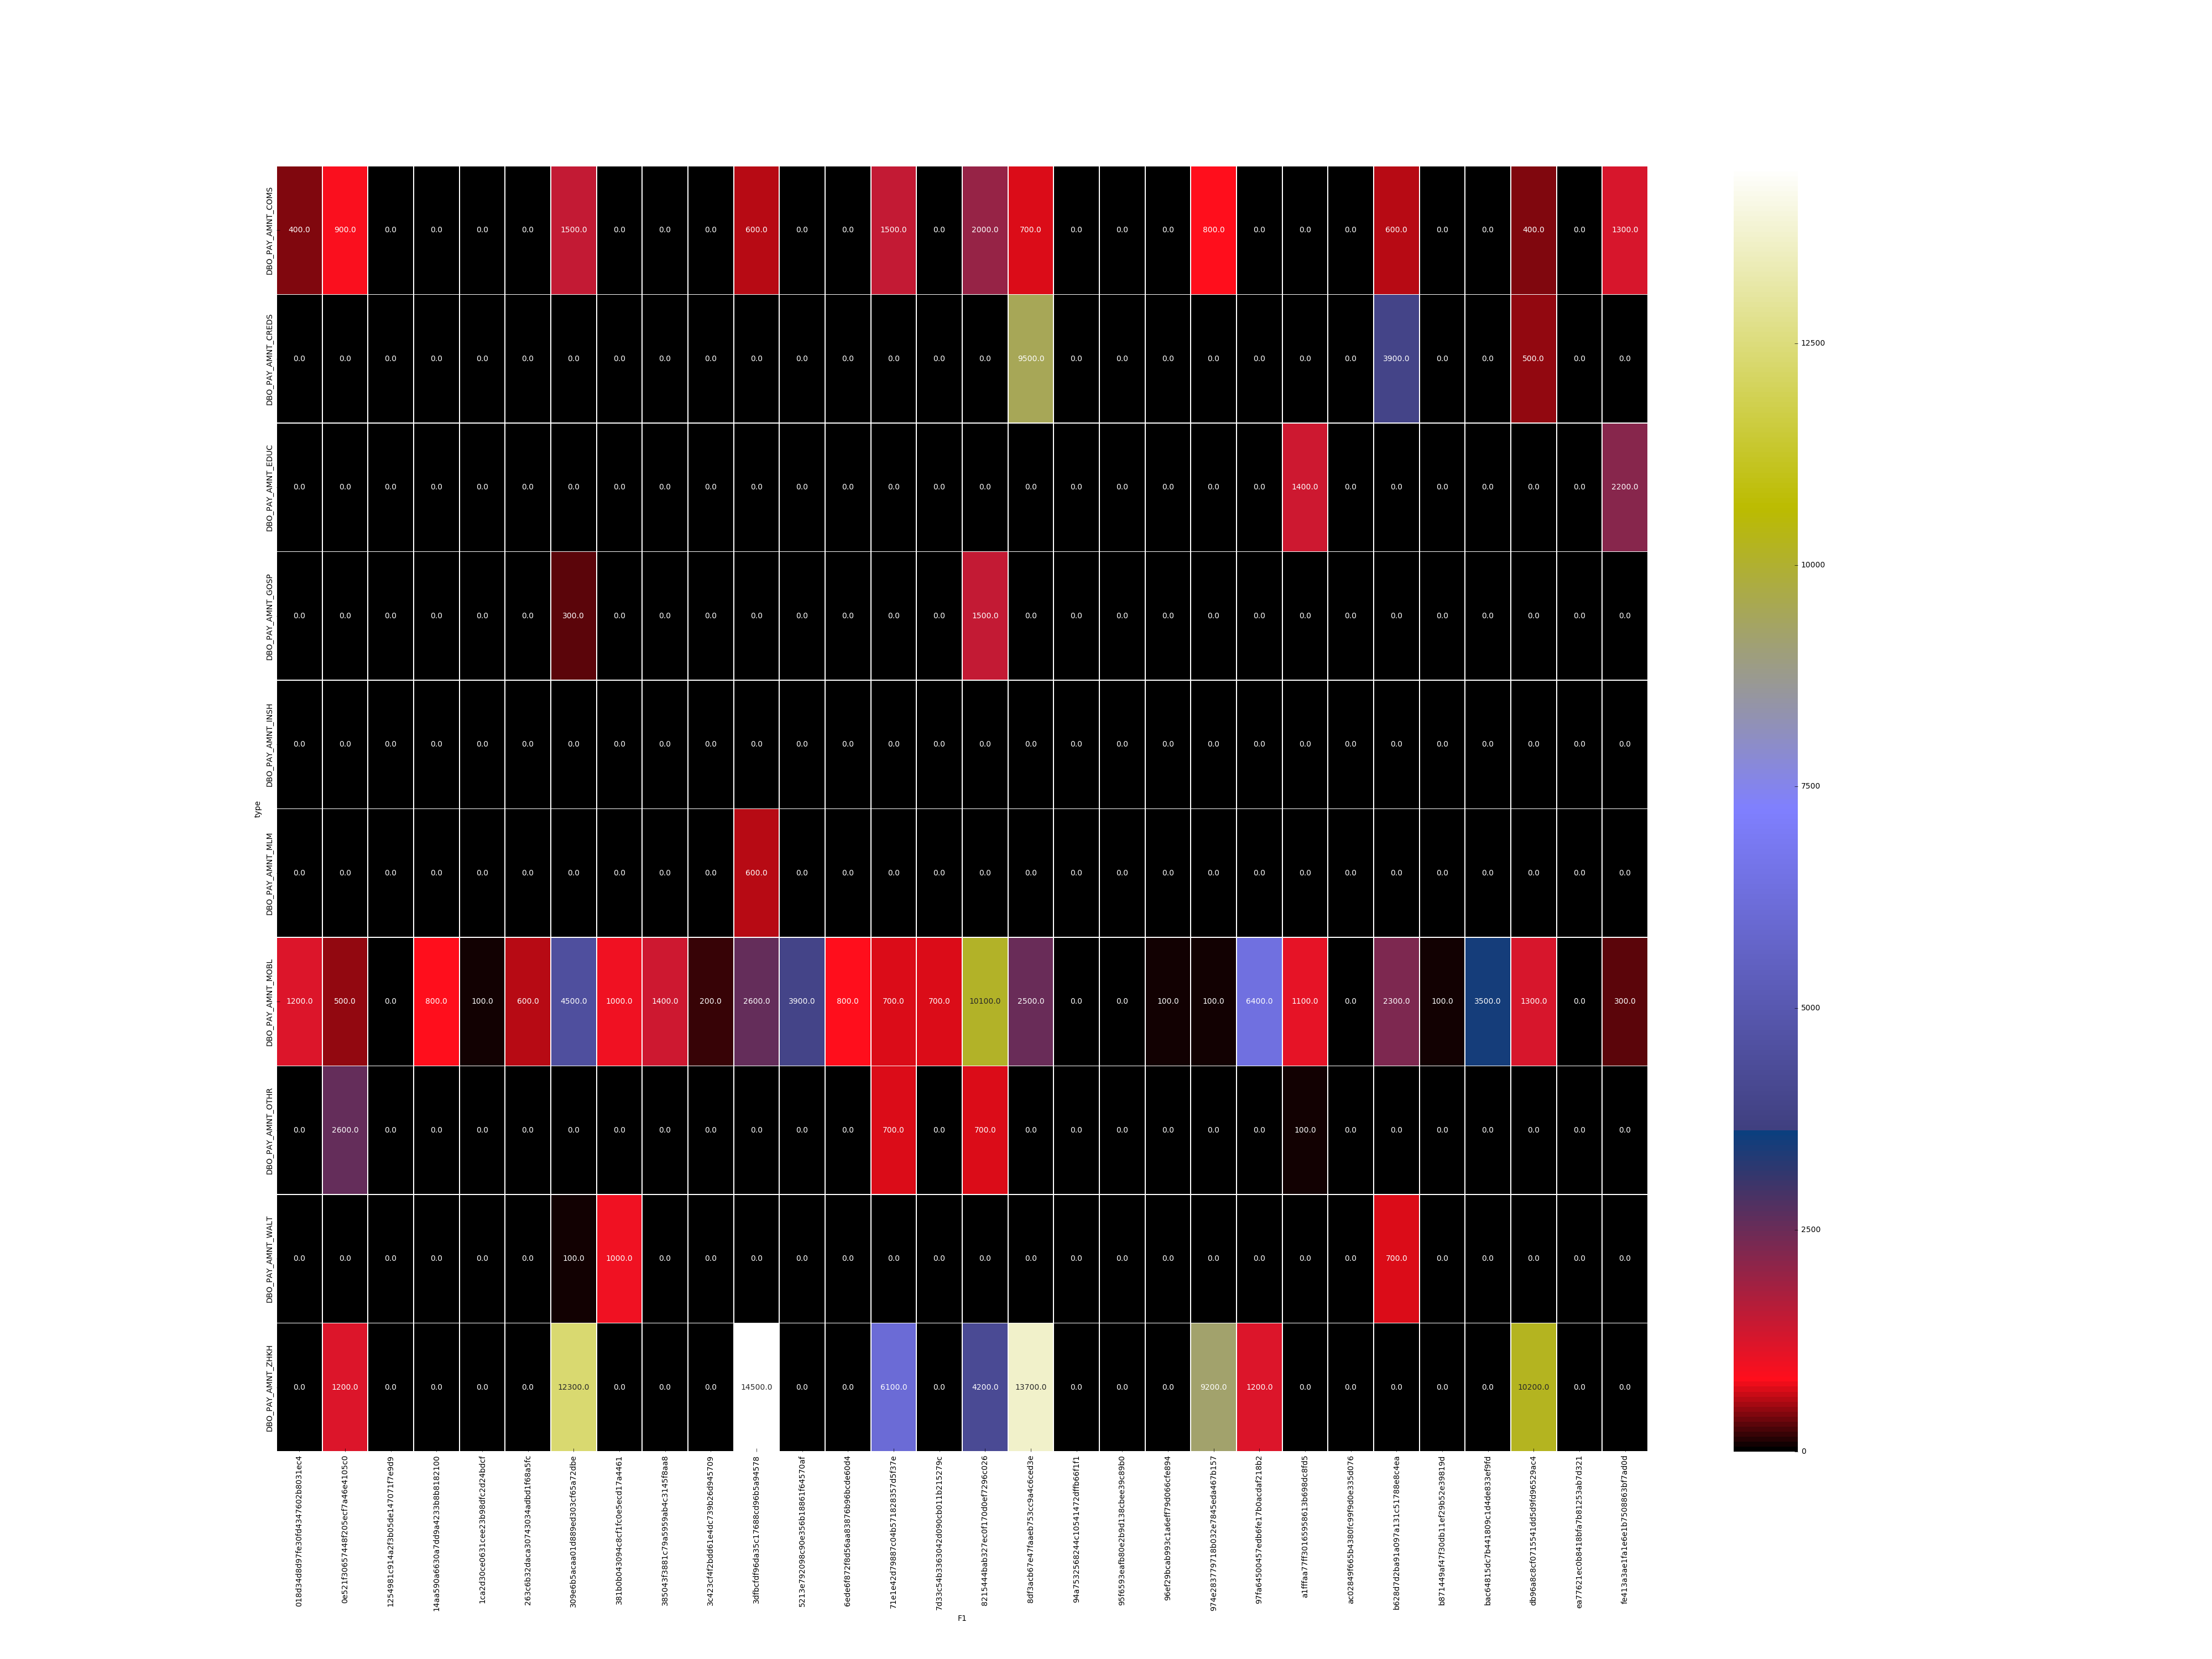 DBO_PAY_AMNT_COMS 400.0 900.0 0.0 0.0 0.0 0.0 1500.0 0.0 0.0 0.0 600.0 0.0 0.0 1500.0 0.0 2000.0 700.0 0.0 0.0 0.0 800.0 0.0 0.0 0.0 600.0 0.0 0.0 400.0 0.0 1300.0
DBO_PAY_AMNT_CREDS 0.0 0.0 0.0 0.0 0.0 0.0 0.0 0.0 0.0 0.0 0.0 0.0 0.0 0.0 0.0 0.0 9500.0 0.0 0.0 0.0 0.0 0.0 0.0 0.0 3900.0 0.0 0.0 500.0 0.0 0.0
DBO_PAY_AMNT_EDUC 0.0 0.0 0.0 0.0 0.0 0.0 0.0 0.0 0.0 0.0 0.0 0.0 0.0 0.0 0.0 0.0 0.0 0.0 0.0 0.0 0.0 0.0 1400.0 0.0 0.0 0.0 0.0 0.0 0.0 2200.0
DBO_PAY_AMNT_GOSP 0.0 0.0 0.0 0.0 0.0 0.0 300.0 0.0 0.0 0.0 0.0 0.0 0.0 0.0 0.0 1500.0 0.0 0.0 0.0 0.0 0.0 0.0 0.0 0.0 0.0 0.0 0.0 0.0 0.0 0.0
DBO_PAY_AMNT_INSH 0.0 0.0 0.0 0.0 0.0 0.0 0.0 0.0 0.0 0.0 0.0 0.0 0.0 0.0 0.0 0.0 0.0 0.0 0.0 0.0 0.0 0.0 0.0 0.0 0.0 0.0 0.0 0.0 0.0 0.0
type
DBO_PAY_AMNT_MLM 0.0 0.0 0.0 0.0 0.0 0.0 0.0 0.0 0.0 0.0 600.0 0.0 0.0 0.0 0.0 0.0 0.0 0.0 0.0 0.0 0.0 0.0 0.0 0.0 0.0 0.0 0.0 0.0 0.0 0.0
DBO_PAY_AMNT_MOBL 1200.0 500.0 0.0 800.0 100.0 600.0 4500.0 1000.0 1400.0 200.0 2600.0 3900.0 800.0 700.0 700.0 10100.0 2500.0 0.0 0.0 100.0 100.0 6400.0 1100.0 0.0 2300.0 100.0 3500.0 1300.0 0.0 300.0
DBO_PAY_AMNT_OTHR 0.0 2600.0 0.0 0.0 0.0 0.0 0.0 0.0 0.0 0.0 0.0 0.0 0.0 700.0 0.0 700.0 0.0 0.0 0.0 0.0 0.0 0.0 100.0 0.0 0.0 0.0 0.0 0.0 0.0 0.0
DBO_PAY_AMNT_WALT 0.0 0.0 0.0 0.0 0.0 0.0 100.0 1000.0 0.0 0.0 0.0 0.0 0.0 0.0 0.0 0.0 0.0 0.0 0.0 0.0 0.0 0.0 0.0 0.0 700.0 0.0 0.0 0.0 0.0 0.0
DBO_PAY_AMNT_ZHKH 0.0 1200.0 0.0 0.0 0.0 0.0 12300.0 0.0 0.0 0.0 14500.0 0.0 0.0 6100.0 0.0 4200.0 13700.0 0.0 0.0 0.0 9200.0 1200.0 0.0 0.0 0.0 0.0 0.0 10200.0 0.0 0.0
018d34d8d97fe30fd4347602b8031ec4
0e521f30657448f205ecf7a46e4105c0
1254981c914a2f3b05de147071f7e9d9
14aa590a6630a7dd9a4233b8b8182100
1ca2d30ce0631cee23b98dfc2d24bdcf
263c6b32daca30743034adbd1f68a5fc
309e6b5acaa01d889ed303cf65a72dbe
381b0b043094c8cf1fc0e5ecd17a4461
385043f3881c79a5959ab4c3145f8aa8
3c423cf4f2bdd61e4dc739b26d945709
3dfbcfdf96da35c17688cd96b5a94578
5213e792098c90e356b18861f64570af
6ede6f872f8d56aa83876b96bcde60d4
71e1e42d79887c04b571828357d5f37e
7d33c54b3363042d090cb011b215279c
8215444bab327ec0f170d0ef7296c026
8df3acb67e47faaeb753cc9a4c6ced3e
94a7532568244c10541472dffb66f1f1
95f6593eafb80e2b9d138cbee39c89b0
96ef29bcab993c1a6eff79d066cfe894
974e283779718b032e7845eda467b157
97fa64500457edb6fe17b0acdaf218b2
a1fffaa77ff30165958613b698dc8fd5
ac02849f665b4380fc99f9d0e335d076
b628d7d2ba91a097a131c51788e8c4ea
b871449af47f30db11ef29b52e39819d
bac64815dc7b441809c1d4de833ef9fd
db96a8c8cf0715541dd5d9fd96529ac4
ea77621ec0b8418bfa7b81253ab7d321
fe413a3ae1fa1e6e1b7508863bf7ad0d
F1
12500
10000
7500
5000
2500
0